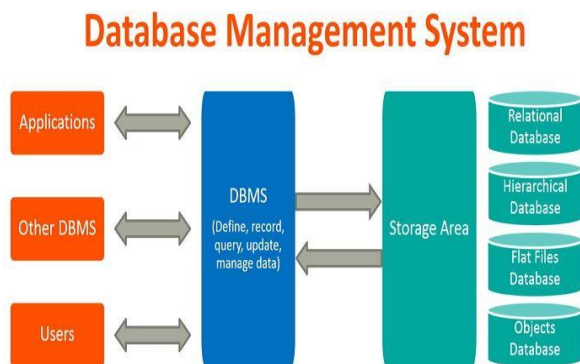 Database Management System
Applications
Other DBMS
Users
DBMS
(Define, record,
query, update,
manage data)
Storage Area
Relational
Database
Hierarchical
Database
Flat Files
Database
Objects
Database